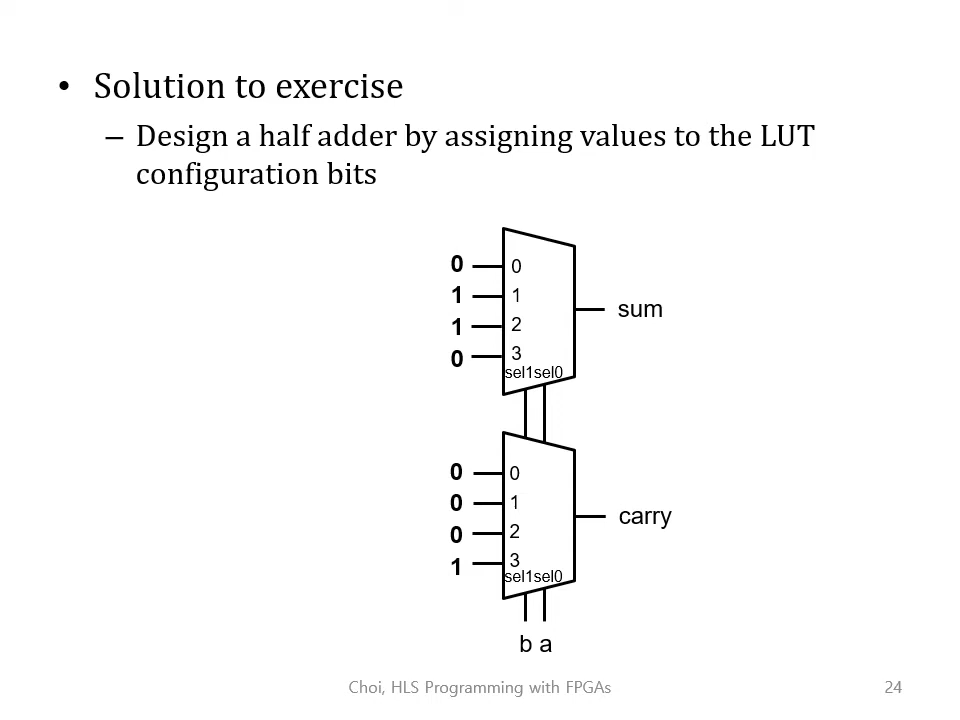 • Solution to exercise
– Design a half adder by assigning values to the LUT
configuration bits
0 0
1 1
1 2
0 3
sel1sel0
sum
0 0
0 1
0 2
1 3
sel1sel0
carry
b a
Choi, HLS Programming with FPGAs
24